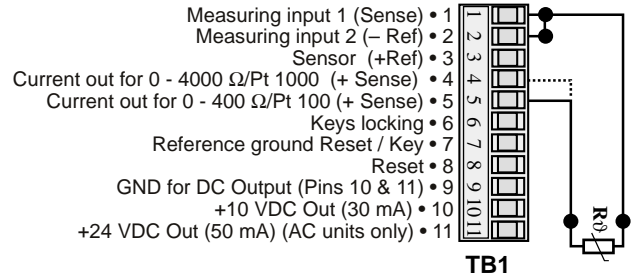 Measuring input 1 (Sense) • 1
Measuring input 2 (– Ref) • 2
Sensor (+Ref) • 3
Current out for 0 - 4000 Ω/Pt 1000 (+ Sense) • 4
Current out for 0 - 400 Ω/Pt 100 (+ Sense) • 5
Keys locking • 6
Reference ground Reset / Key • 7
Reset • 8
GND for DC Output (Pins 10 & 11) • 9
+10 VDC Out (30 mA) • 10
+24 VDC Out (50 mA) (AC units only) • 11
1
2
3
4
5
6
7
8
9
10
11
Rϑ
TB1